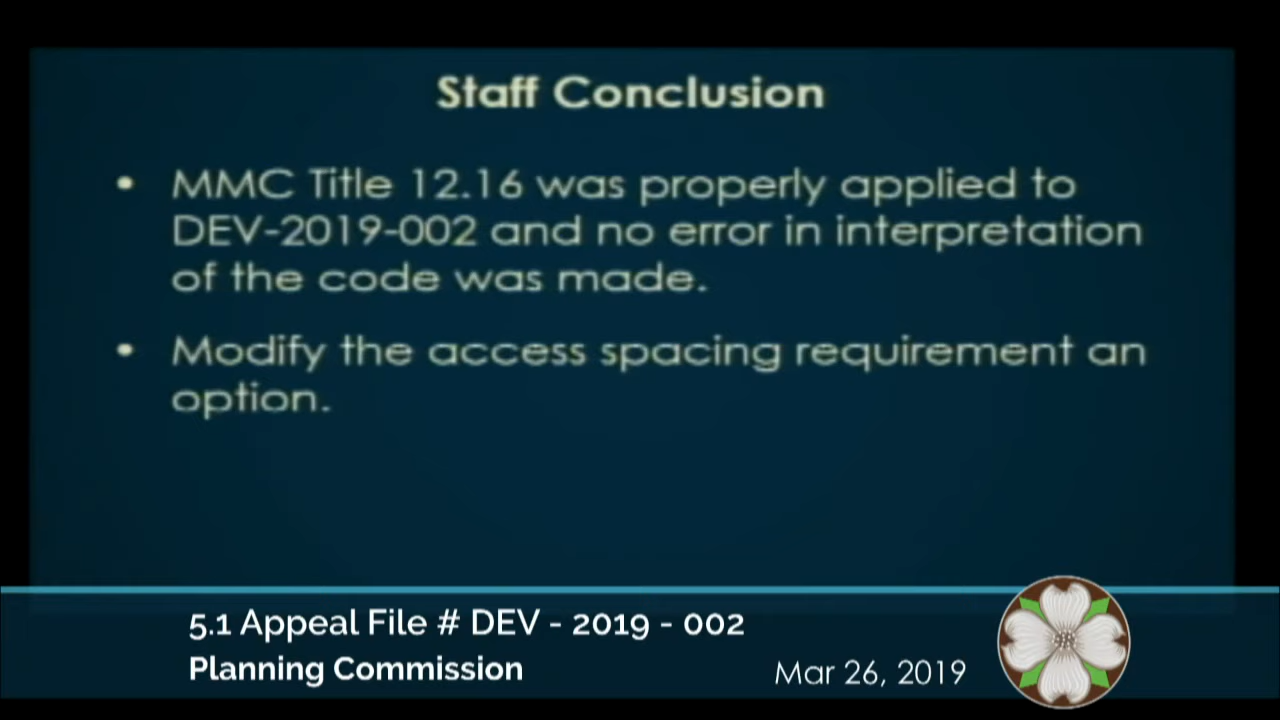 Staff Conclusion
• MMC Title 12.16 was properly applied to
DEV-2019-002 and no error in interpretation
of the code was made.
• Modify the access spacing requirement an
option.
5.1 Appeal File # DEV - 2019 - 002
Planning Commission
Mar 26, 2019